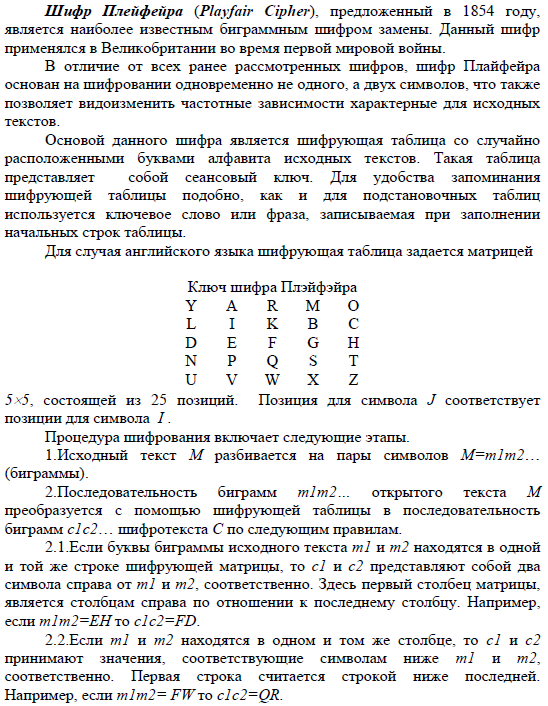 Шифр Плейфейра (Playfair Cipher), предложенный в 1854 году,
является наиболее известным биграммным шифром замены. Данный шифр
применялся в Великобритании во время первой мировой войны.
В отличие от всех ранее рассмотренных шифров, шифр Плайфейра
основан на шифровании одновременно не одного, а двух символов, что также
позволяет видоизменить частотные зависимости характерные для исходных
текстов.
Основой данного шифра является шифрующая таблица со случайно
расположенными буквами алфавита исходных текстов. Такая таблица
представляет собой сеансовый ключ. Для удобства запоминания
шифрующей таблицы подобно, как и для подстановочных таблиц
используется ключевое слово или фраза, записываемая при заполнении
начальных строк таблицы.
Для случая английского языка шифрующая таблица задается матрицей
Ключ шифра Плэйфэйра
Y A R M O
L I K B C
D E F G H
N P Q S T
U V W X Z
5×5, состоящей из 25 позиций. Позиция для символа J соответствует
позиции для символа I .
Процедура шифрования включает следующие этапы.
1.Исходный текст M разбивается на пары символов M=m1m2…
(биграммы).
2.Последовательность биграмм m1m2… открытого текста M
преобразуется с помощью шифрующей таблицы в последовательность
биграмм c1c2… шифротекста C по следующим правилам.
2.1.Если буквы биграммы исходного текста m1 и m2 находятся в одной
и той же строке шифрующей матрицы, то c1 и c2 представляют собой два
символа справа от m1 и m2, соответственно. Здесь первый столбец матрицы,
является столбцам справа по отношении к последнему столбцу. Например,
если m1m2=EH то c1c2=FD.
2.2.Если m1 и m2 находятся в одном и том же столбце, то c1 и c2
принимают значения, соответствующие символам ниже m1 и m2,
соответственно. Первая строка считается строкой ниже последней.
Например, если m1m2= FW то c1c2=QR.